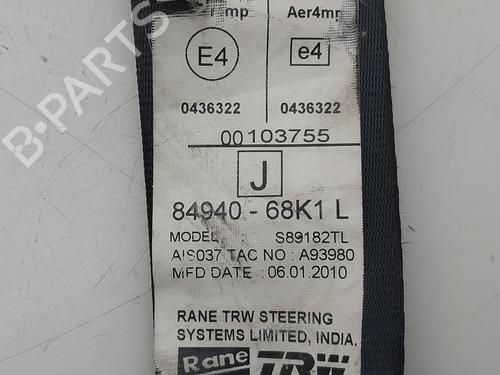 mp Aer4mr
E4 e4
0436322 0436322
00103755
J
84940 - 68K1 L
MODEL : S89182TL
AIS037 TAC NO : A93980
MFD DATE : 06.01.2010
RANE TRW STEERING
SYSTEMS LIMITED, INDIA.
Rane TRW
B-PARTS